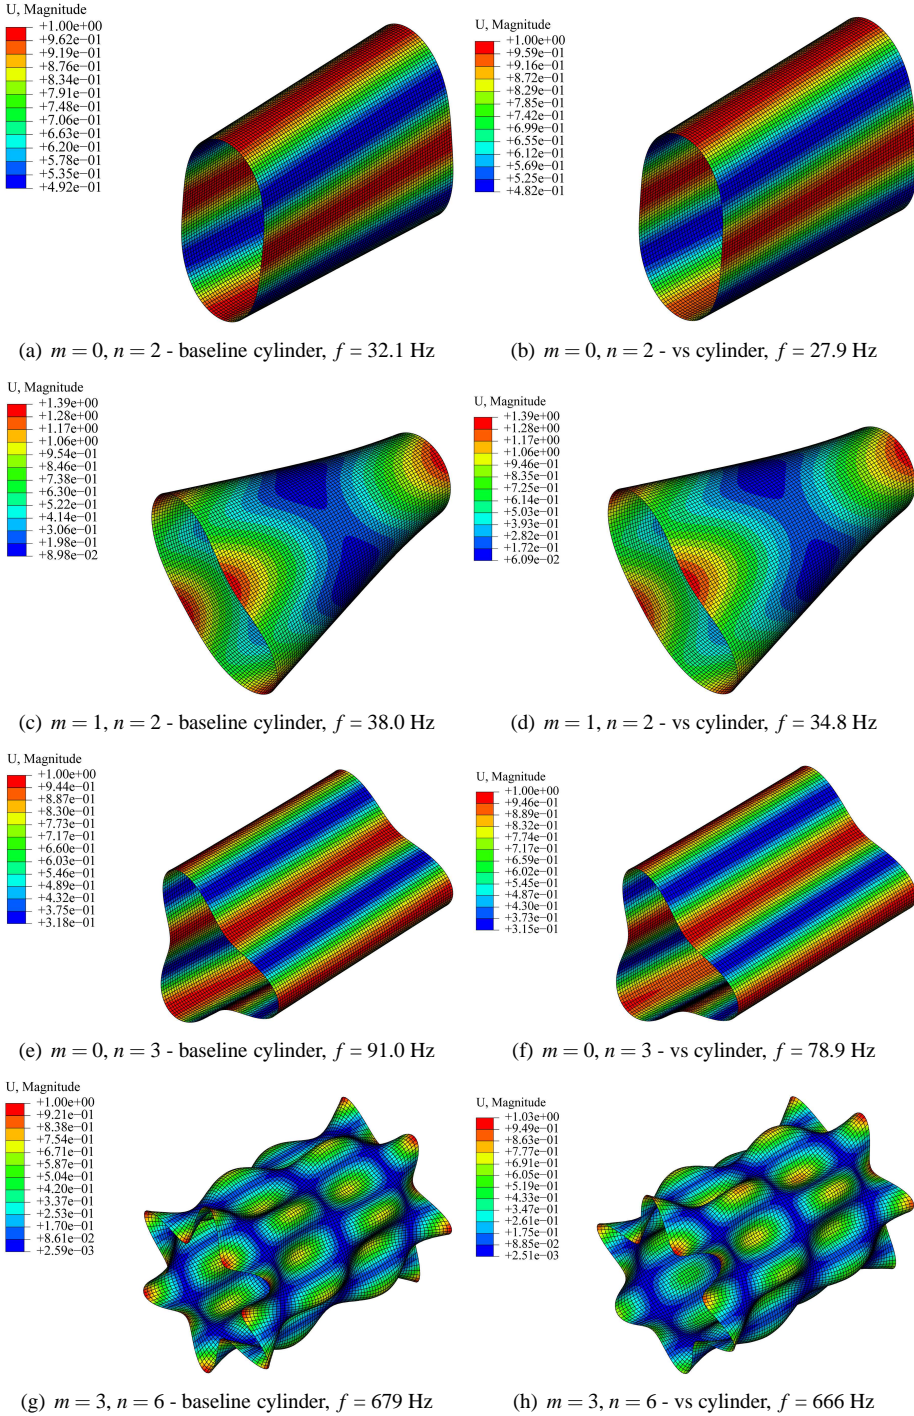 U, Magnitude
+1.00e+00
+9.62e−01
+9.19e−01
+8.76e−01
+8.34e−01
+7.91e−01
+7.48e−01
+7.06e−01
+6.63e−01
+6.20e−01
+5.78e−01
+5.35e−01
+4.92e−01
U, Magnitude
+1.00e+00
+9.59e−01
+9.16e−01
+8.72e−01
+8.29e−01
+7.85e−01
+7.42e−01
+6.99e−01
+6.55e−01
+6.12e−01
+5.69e−01
+5.25e−01
+4.82e−01
(a) m = 0, n = 2 - baseline cylinder, f = 32.1 Hz
(b) m = 0, n = 2 - vs cylinder, f = 27.9 Hz
U, Magnitude
+1.39e+00
+1.28e+00
+1.17e+00
+1.06e+00
+9.54e−01
+8.46e−01
+7.38e−01
+6.30e−01
+5.22e−01
+4.14e−01
+3.06e−01
+1.98e−01
+8.98e−02
U, Magnitude
+1.39e+00
+1.28e+00
+1.17e+00
+1.06e+00
+9.46e−01
+8.35e−01
+7.25e−01
+6.14e−01
+5.03e−01
+3.93e−01
+2.82e−01
+1.72e−01
+6.09e−02
(c) m = 1, n = 2 - baseline cylinder, f = 38.0 Hz
(d) m = 1, n = 2 - vs cylinder, f = 34.8 Hz
U, Magnitude
+1.00e+00
+9.44e−01
+8.87e−01
+8.30e−01
+7.73e−01
+7.17e−01
+6.60e−01
+6.03e−01
+5.46e−01
+4.89e−01
+4.32e−01
+3.75e−01
+3.18e−01
U, Magnitude
+1.00e+00
+9.46e−01
+8.89e−01
+8.32e−01
+7.74e−01
+7.17e−01
+6.59e−01
+6.02e−01
+5.45e−01
+4.87e−01
+4.30e−01
+3.73e−01
+3.15e−01
(e) m = 0, n = 3 - baseline cylinder, f = 91.0 Hz
(f) m = 0, n = 3 - vs cylinder, f = 78.9 Hz
U, Magnitude
+1.00e+00
+9.21e−01
+8.38e−01
+7.54e−01
+6.71e−01
+5.87e−01
+5.04e−01
+4.20e−01
+3.37e−01
+2.53e−01
+1.70e−01
+8.61e−02
+2.59e−03
U, Magnitude
+1.03e+00
+9.49e−01
+8.63e−01
+7.77e−01
+6.91e−01
+6.05e−01
+5.19e−01
+4.33e−01
+3.47e−01
+2.61e−01
+1.75e−01
+8.85e−02
+2.51e−03
(g) m = 3, n = 6 - baseline cylinder, f = 679 Hz
(h) m = 3, n = 6 - vs cylinder, f = 666 Hz